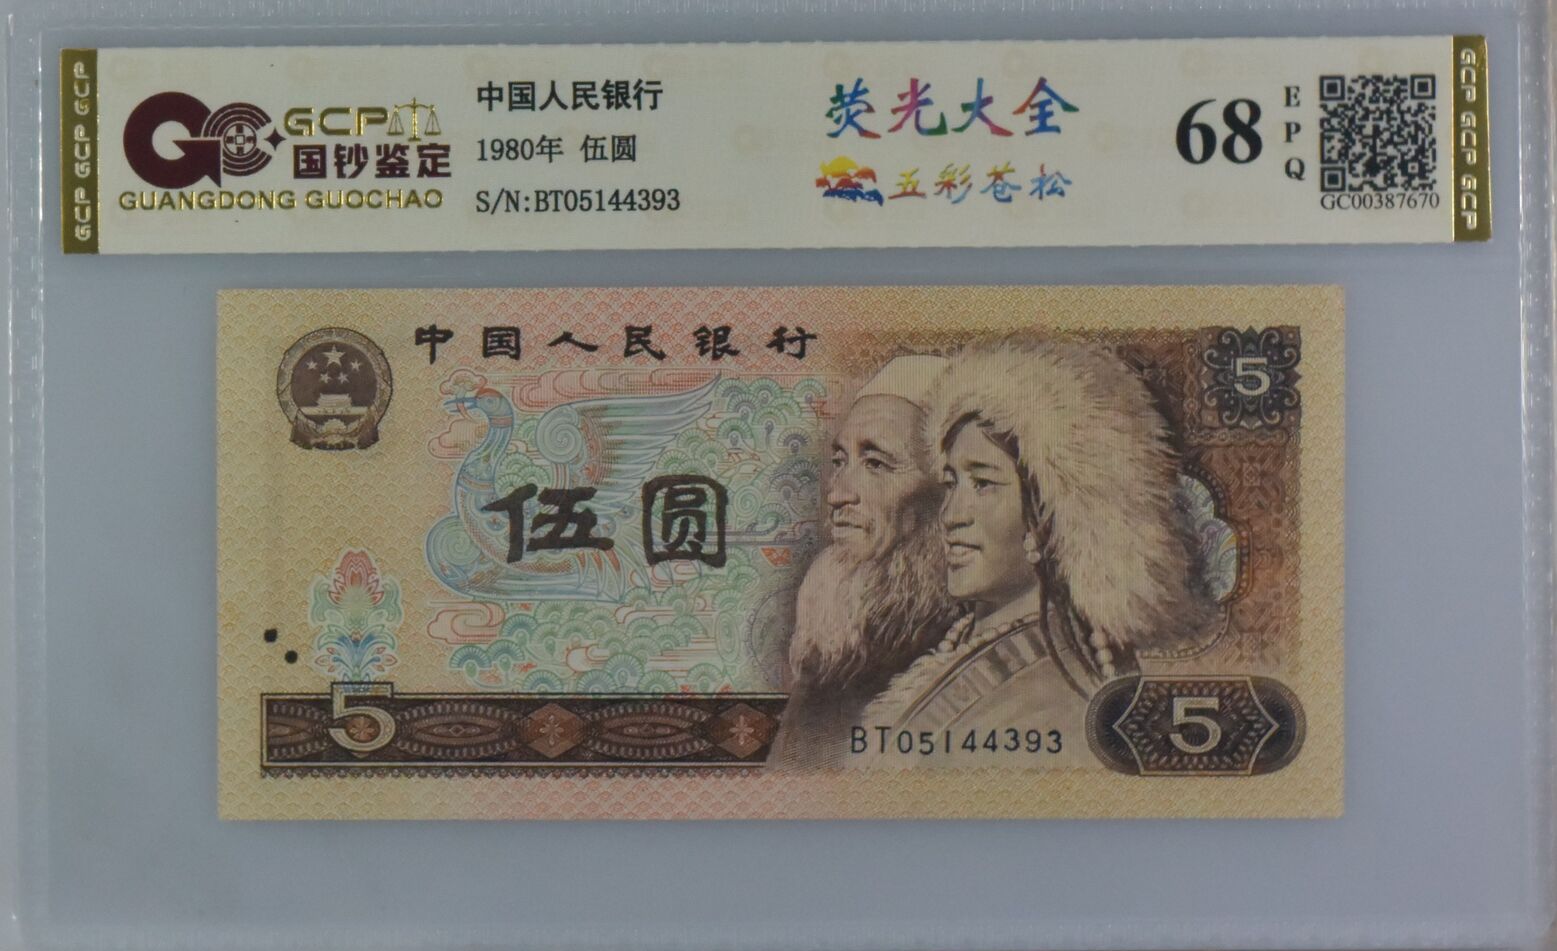 GCP GCP GCP
GCP
国钞鉴定
GUANGDONG GUOCHAO
中国人民银行
1980年 伍圆
S/N:BT05144393
荧光大全
五彩苍松
68
EPQ
GC00387670
GCP GCP GCP
中国人民银行
5
伍圆
5
BT05144393
5